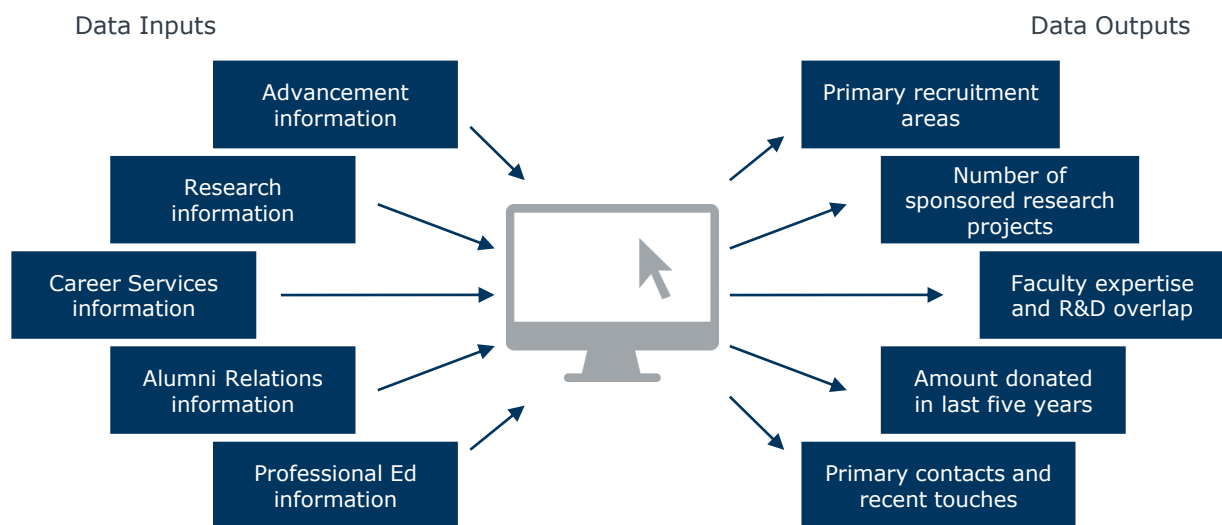 Data Inputs
Data Outputs
Advancement
information
Research
information
Career Services
information
Alumni Relations
information
Professional Ed
information
Primary recruitment
areas
Number of
sponsored research
projects
Faculty expertise
and R&D overlap
Amount donated
in last five years
Primary contacts and
recent touches